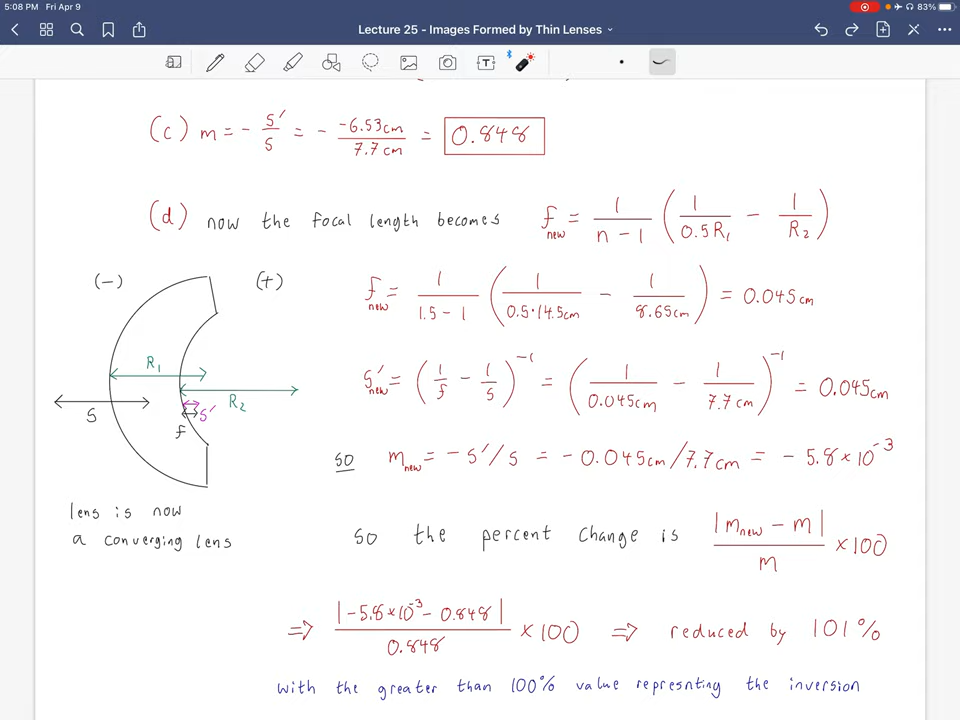 5:08 PM Fri Apr 9
83%
Lecture 25 - Images Formed by Thin Lenses
T
(c) m = - s'/s = - -6.53cm/7.7cm = 0.848
(d) now the focal length becomes f new = 1/(n - 1) (1/(0.5R₁) - 1/R₂)
(-) (+)
f new = 1/(1.5 - 1) (1/(0.5·14.5cm) - 1/(8.65cm)) = 0.045cm
R₁
s'new = (1/f - 1/s)⁻¹ = (1/(0.045cm) - 1/(7.7cm))⁻¹ = 0.045cm
R₂
s s'
f
so m new = - s'/s = - 0.045cm/7.7cm = - 5.8×10⁻³
lens is now
a converging lens
so the percent change is |m new - m|/m × 100
⇒ |-5.8×10⁻³ - 0.848|/0.848 × 100 ⇒ reduced by 101%
with the greater than 100% value represnting the inversion